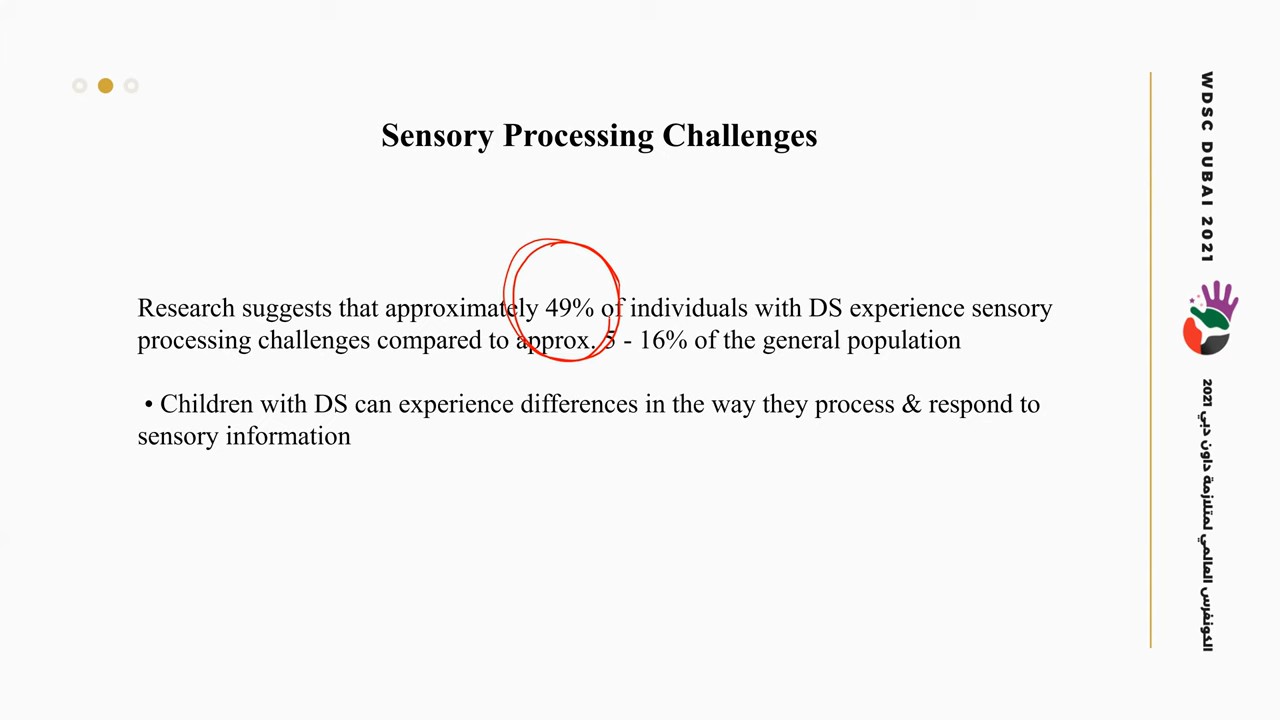 Sensory Processing Challenges
Research suggests that approximately 49% of individuals with DS experience sensory
processing challenges compared to approx. 5 - 16% of the general population
• Children with DS can experience differences in the way they process & respond to
sensory information
WDSC DUBAI 2021
الكونفرس العالمي لمتلازمة داون دبي 2021